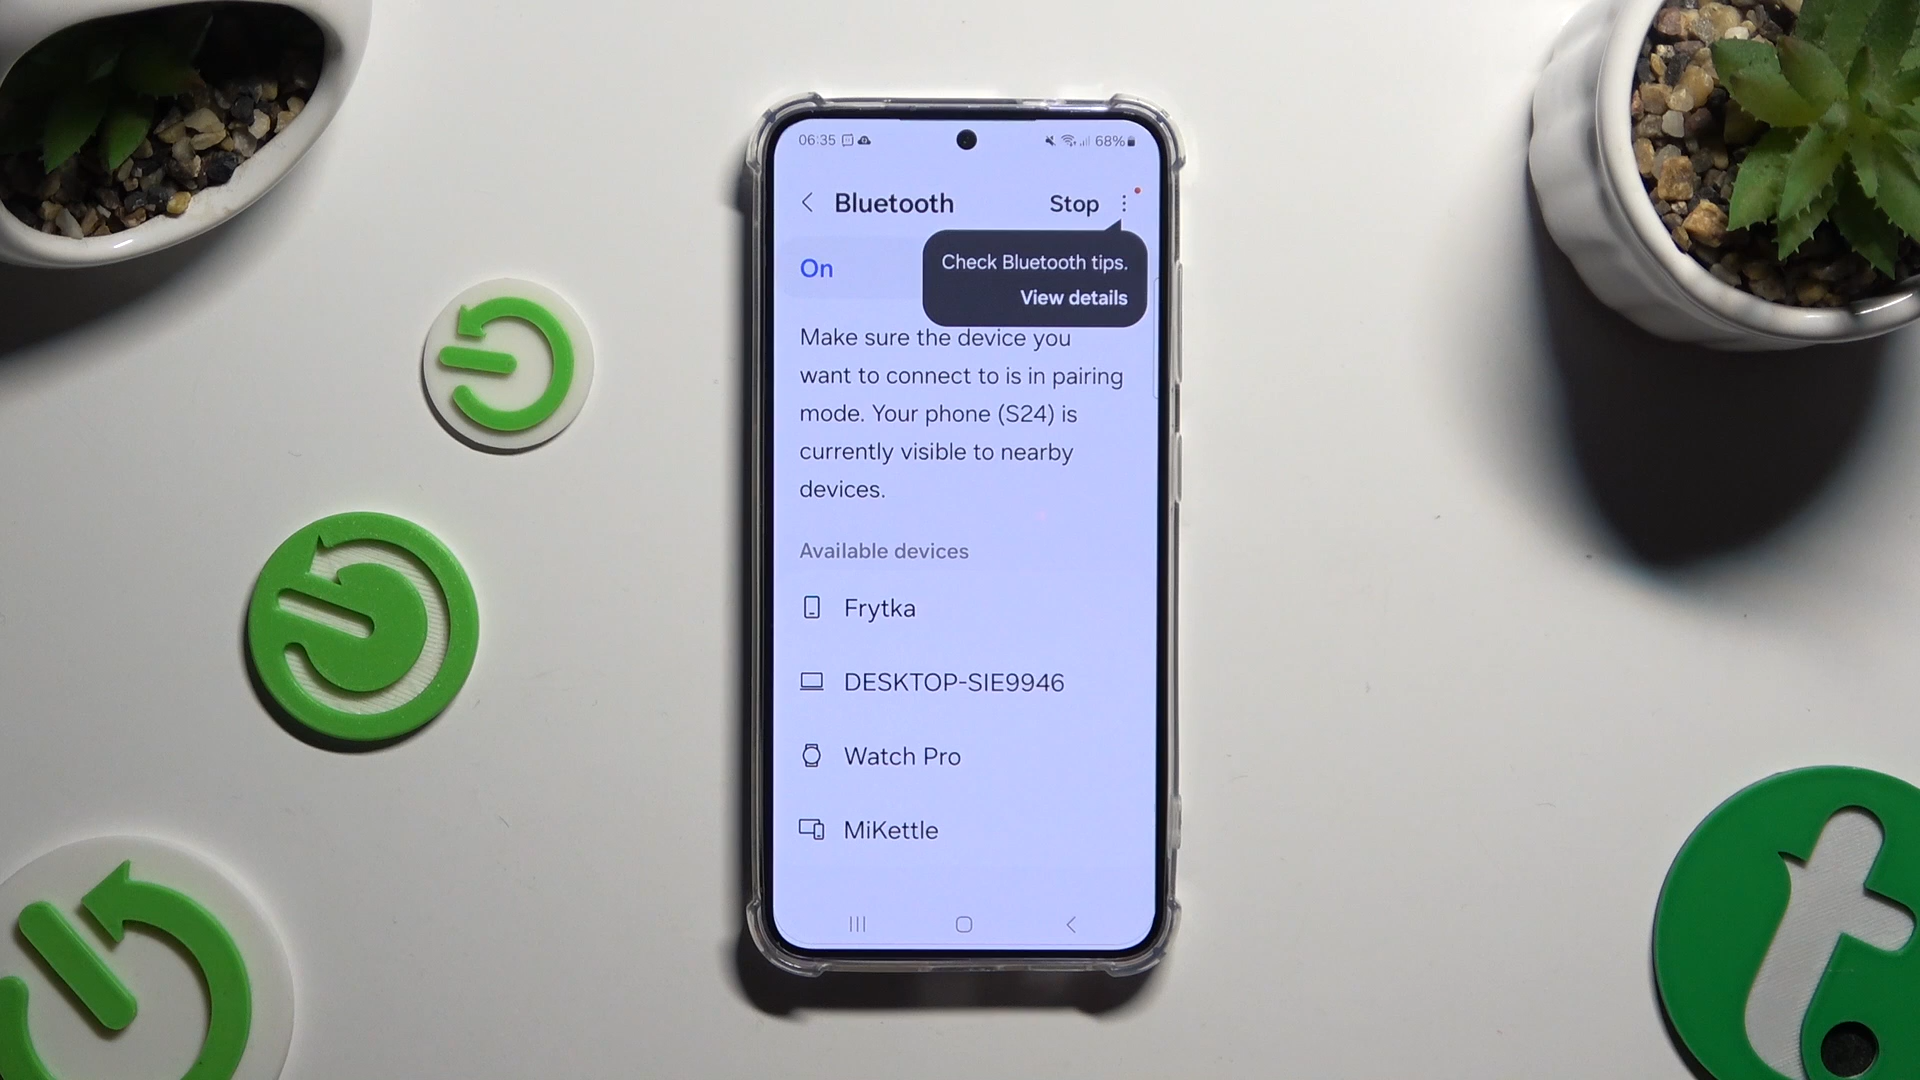 06:35
68%
Bluetooth
Stop
On
Check Bluetooth tips.
View details
Make sure the device you
want to connect to is in pairing
mode. Your phone (S24) is
currently visible to nearby
devices.
Available devices
Frytka
DESKTOP-SIE9946
Watch Pro
MiKettle